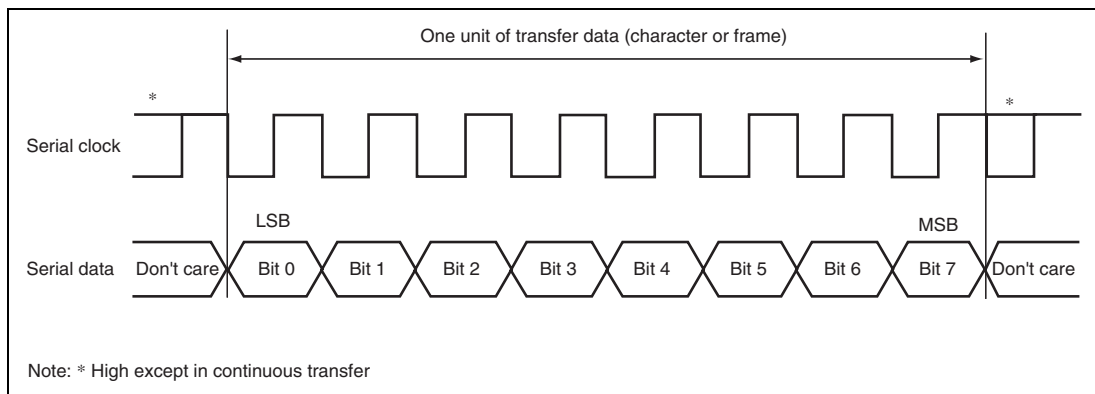 One unit of transfer data (character or frame)
* *
Serial clock
LSB MSB
Serial data Don't care Bit 0 Bit 1 Bit 2 Bit 3 Bit 4 Bit 5 Bit 6 Bit 7 Don't care
Note: * High except in continuous transfer